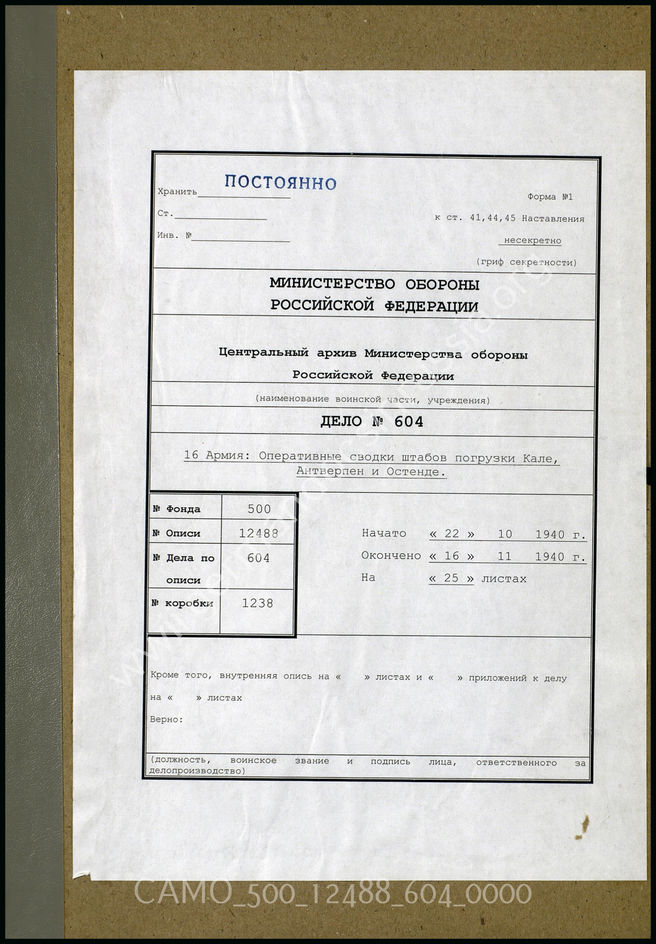 ПОСТОЯННО
Хранить
Форма №1
Ст.
к ст. 41,44,45 Наставления
Инв. №
несекретно
(гриф секретности)
МИНИСТЕРСТВО ОБОРОНЫ
РОССИЙСКОЙ ФЕДЕРАЦИИ
Центральный архив Министерства обороны
Российской Федерации
(наименование воинской части, учреждения)
ДЕЛО № 604
16 Армия: Оперативные сводки штабов погрузки Кале,
Антверпен и Остенде.
№ Фонда 500
№ Описи 12488
№ Дела по 604
описи
№ коробки 1238
Начато « 22 » 10 1940 г.
Окончено « 16 » 11 1940 г.
На « 25 » листах
Кроме того, внутренняя опись на « » листах и « » приложений к делу
на « » листах
Верно:
(должность, воинское звание и подпись лица, ответственного за
делопроизводство)
CAMO_500_12488_604_0000